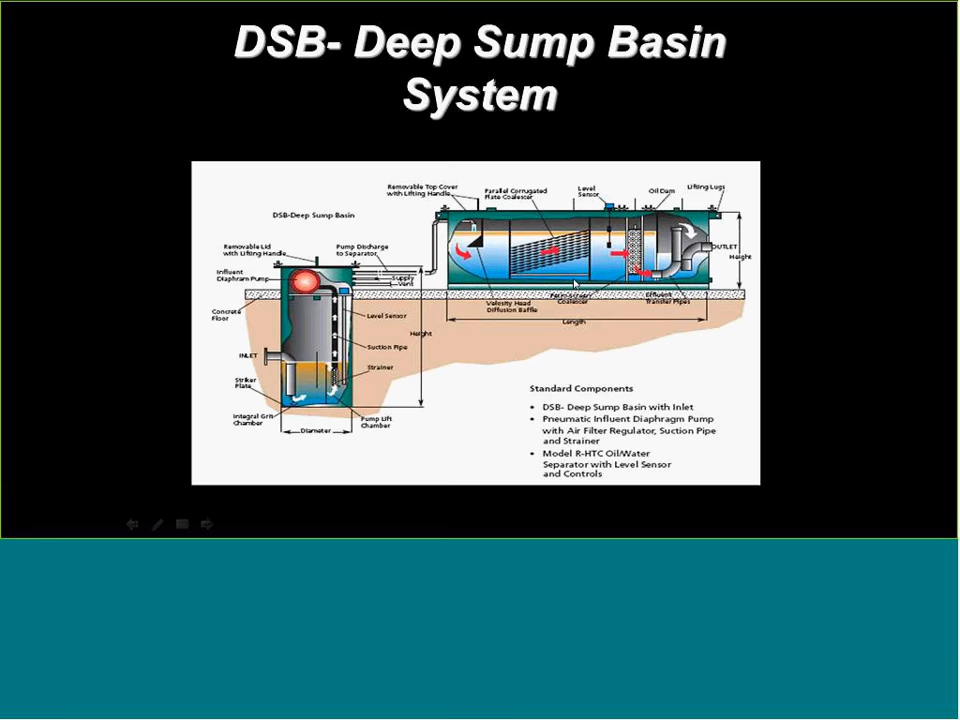 DSB- Deep Sump Basin
System
Removable Top Cover
with Lifting Handle
Parallel Corrugated
Plate Coalescer
Level
Sensor
Oil Dam
Lifting Lugs
DSB-Deep Sump Basin
Removable Lid
with Lifting Handle
Pump Discharge
to Separator
OUTLET
Height
Influent
Diaphram Pump
Supply
Vent
Velocity Head
Diffusion Baffle
Coalescer
Effluent
Transfer Pipes
Concrete
Floor
Level Sensor
Length
Height
Suction Pipe
INLET
Strainer
Striker
Plate
Integral Grit
Chamber
Pump Lift
Chamber
Diameter
Standard Components
• DSB- Deep Sump Basin with Inlet
• Pneumatic Influent Diaphragm Pump
with Air Filter Regulator, Suction Pipe
and Strainer
• Model R-HTC Oil/Water
Separator with Level Sensor
and Controls